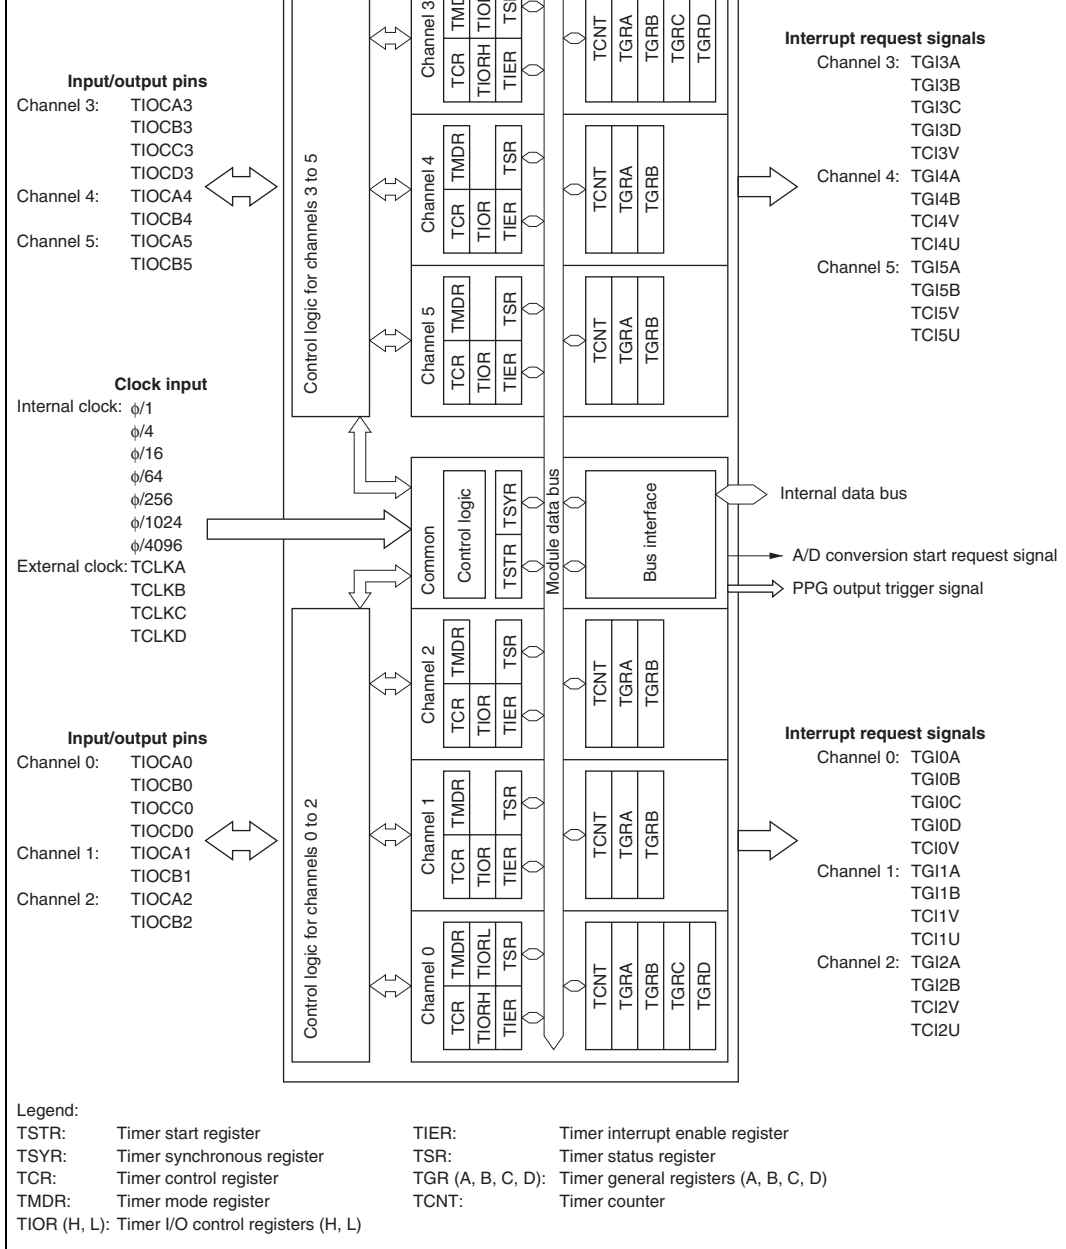 Input/output pins
Channel 3: TIOCA3
TIOCB3
TIOCC3
TIOCD3
Channel 4: TIOCA4
TIOCB4
Channel 5: TIOCA5
TIOCB5
Clock input
Internal clock: ϕ/1
ϕ/4
ϕ/16
ϕ/64
ϕ/256
ϕ/1024
ϕ/4096
External clock: TCLKA
TCLKB
TCLKC
TCLKD
Input/output pins
Channel 0: TIOCA0
TIOCB0
TIOCC0
TIOCD0
Channel 1: TIOCA1
TIOCB1
Channel 2: TIOCA2
TIOCB2
Control logic for channels 3 to 5
Control logic for channels 0 to 2
Channel 3
TCR
TIORH
TIER
TCNT
TGRA
TGRB
TGRC
TGRD
Channel 4
TMDR
TSR
TCR
TIOR
TIER
TCNT
TGRA
TGRB
Channel 5
TMDR
TSR
TCR
TIOR
TIER
TCNT
TGRA
TGRB
Common
Control logic
TSYR
TSTR
Module data bus
Bus interface
Channel 2
TMDR
TSR
TCR
TIOR
TIER
TCNT
TGRA
TGRB
Channel 1
TMDR
TSR
TCR
TIOR
TIER
TCNT
TGRA
TGRB
Channel 0
TMDR
TIORL
TSR
TCR
TIORH
TIER
TCNT
TGRA
TGRB
TGRC
TGRD
Interrupt request signals
Channel 3: TGI3A
TGI3B
TGI3C
TGI3D
TCI3V
Channel 4: TGI4A
TGI4B
TCI4V
TCI4U
Channel 5: TGI5A
TGI5B
TCI5V
TCI5U
Internal data bus
A/D conversion start request signal
PPG output trigger signal
Interrupt request signals
Channel 0: TGI0A
TGI0B
TGI0C
TGI0D
TCI0V
Channel 1: TGI1A
TGI1B
TCI1V
TCI1U
Channel 2: TGI2A
TGI2B
TCI2V
TCI2U
Legend:
TSTR: Timer start register
TSYR: Timer synchronous register
TCR: Timer control register
TMDR: Timer mode register
TIOR (H, L): Timer I/O control registers (H, L)
TIER: Timer interrupt enable register
TSR: Timer status register
TGR (A, B, C, D): Timer general registers (A, B, C, D)
TCNT: Timer counter